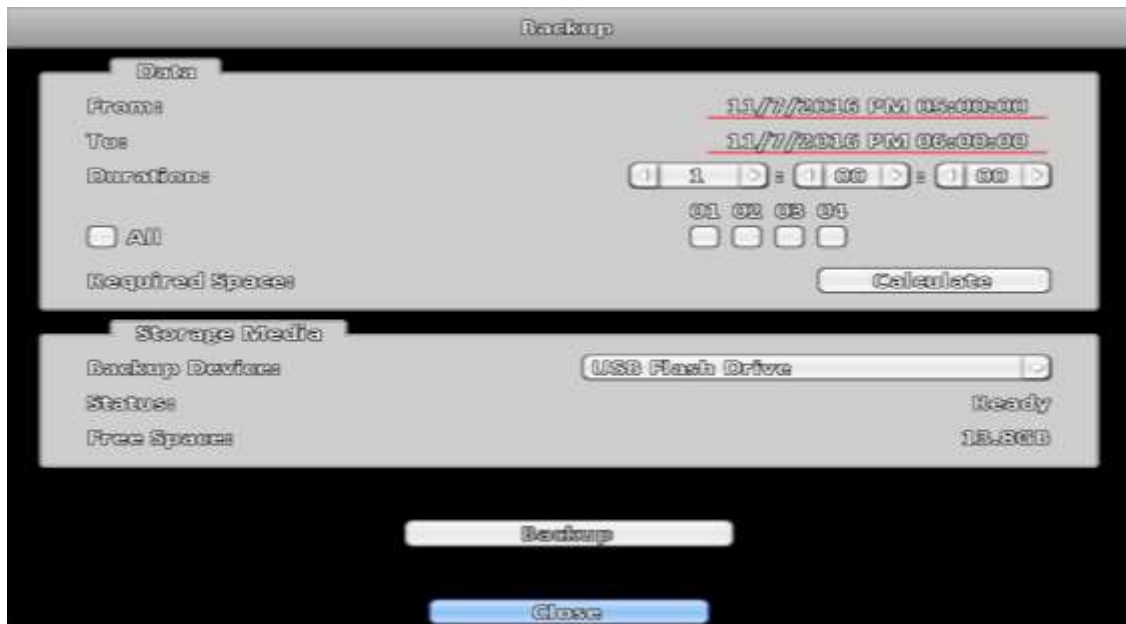 Backup
Data
From: 11/7/2016 PM 05:00:00
To: 11/7/2016 PM 06:00:00
Duration: 1 : 00 : 00
01 02 03 04
All
Required Space: Calculate
Storage Media
Backup Device: USB Flash Drive
Status: Ready
Free Space: 13.8GB
Backup
Close